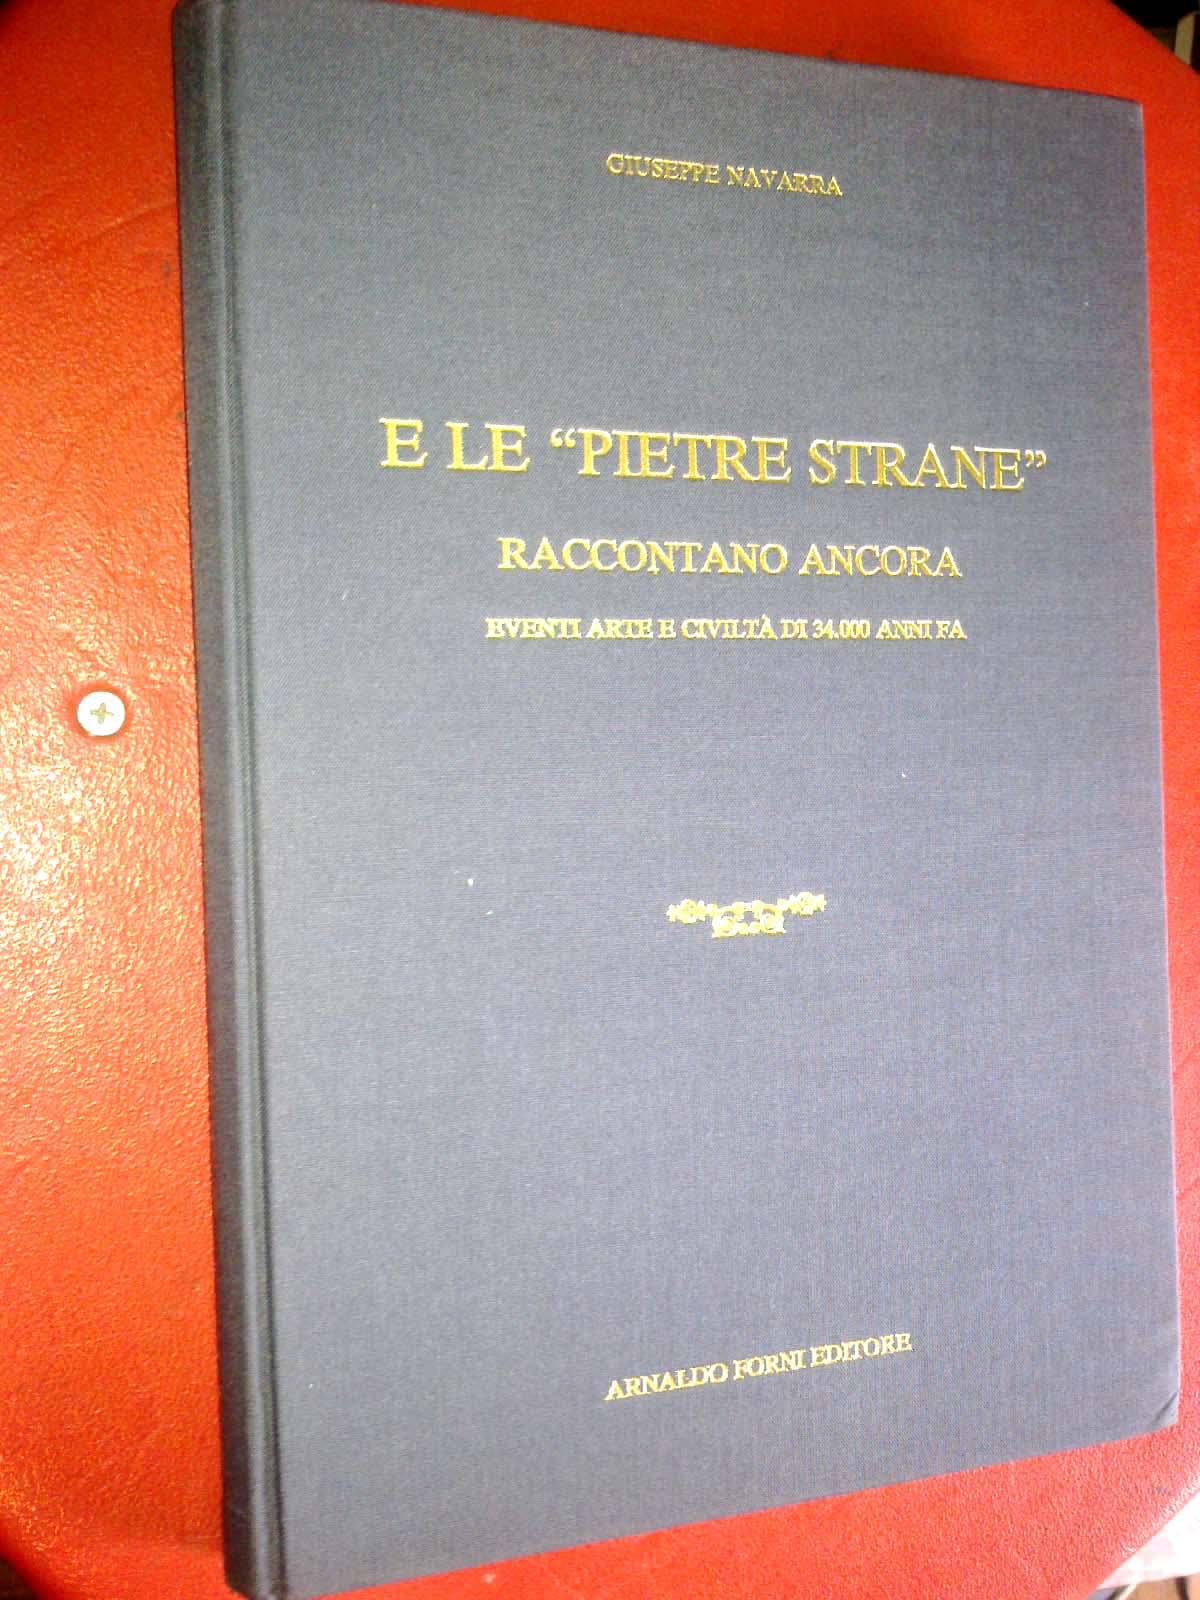 GIUSEPPE NAVARRA
E LE “PIETRE STRANE”
RACCONTANO ANCORA
EVENTI ARTE E CIVILTÀ DI 34.000 ANNI FA
ARNALDO FORNI EDITORE